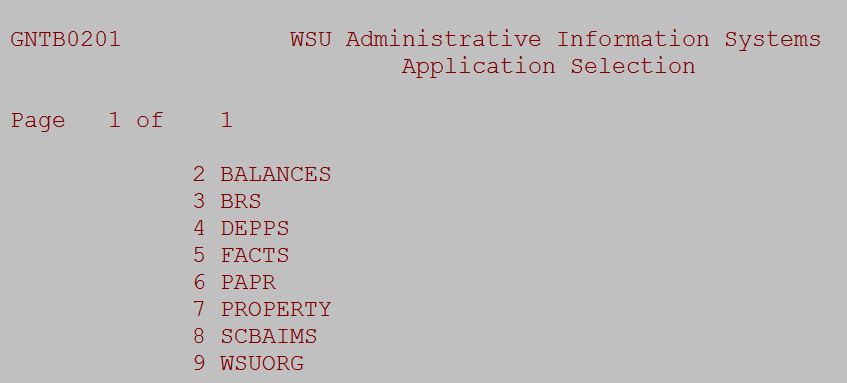 GNTB0201 WSU Administrative Information Systems
Application Selection
Page 1 of 1
2 BALANCES
3 BRS
4 DEPPS
5 FACTS
6 PAPR
7 PROPERTY
8 SCBAIMS
9 WSUORG